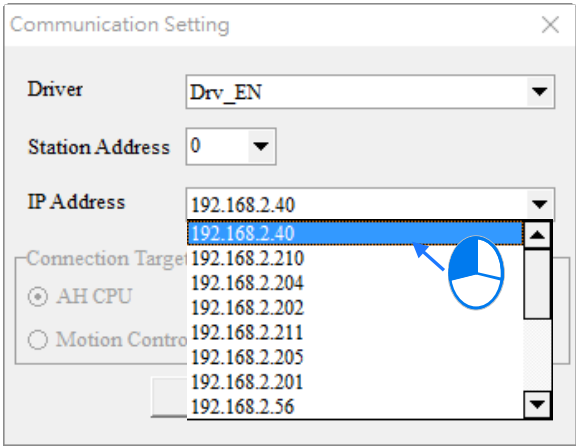 Communication Setting
Driver
Drv_EN
Station Address
0
IP Address
192.168.2.40
192.168.2.40
192.168.2.210
Connection Targe
192.168.2.204
AH CPU
192.168.2.202
192.168.2.211
Motion Contro
192.168.2.205
192.168.2.201
192.168.2.56